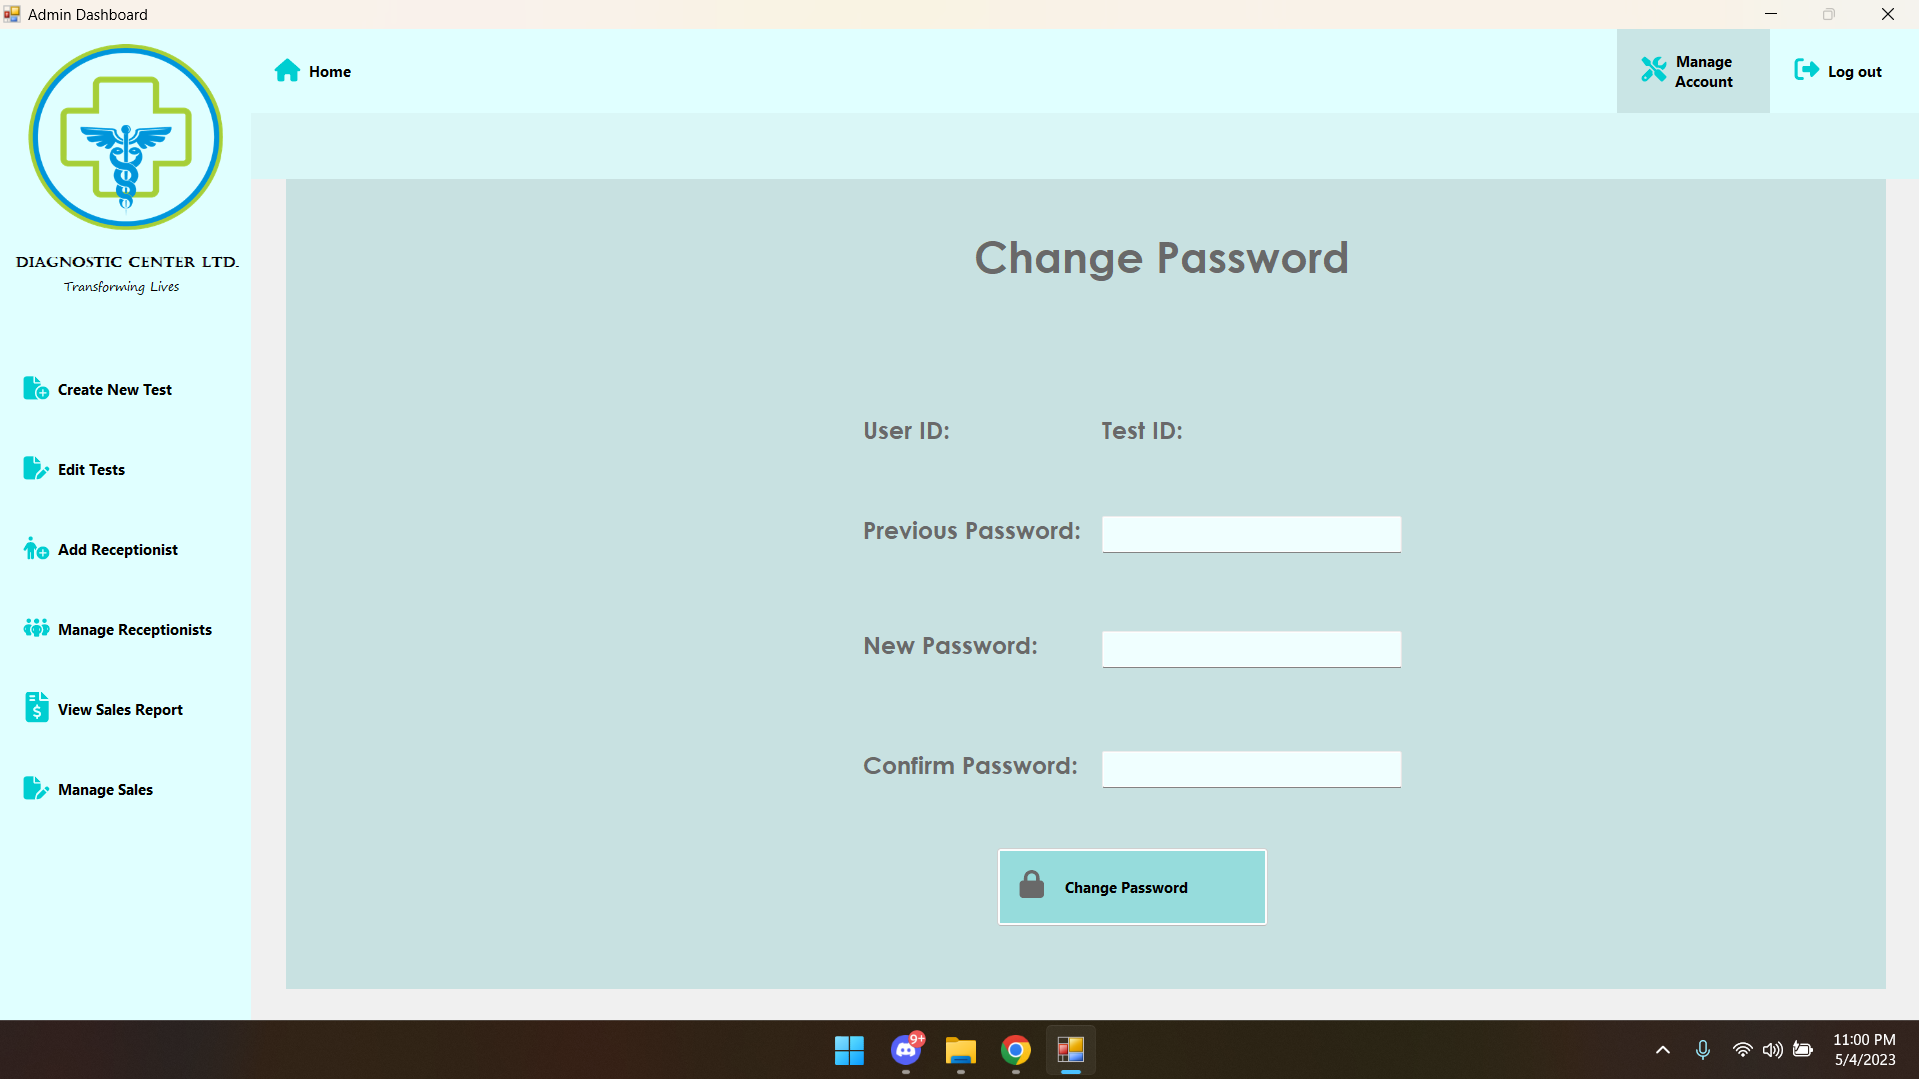 Admin Dashboard
Home
Manage
Account
Log out
DIAGNOSTIC CENTER LTD.
Transforming Lives
Create New Test
Edit Tests
Add Receptionist
Manage Receptionists
View Sales Report
Manage Sales
Change Password
User ID: Test ID:
Previous Password:
New Password:
Confirm Password:
Change Password
9+
11:00 PM
5/4/2023